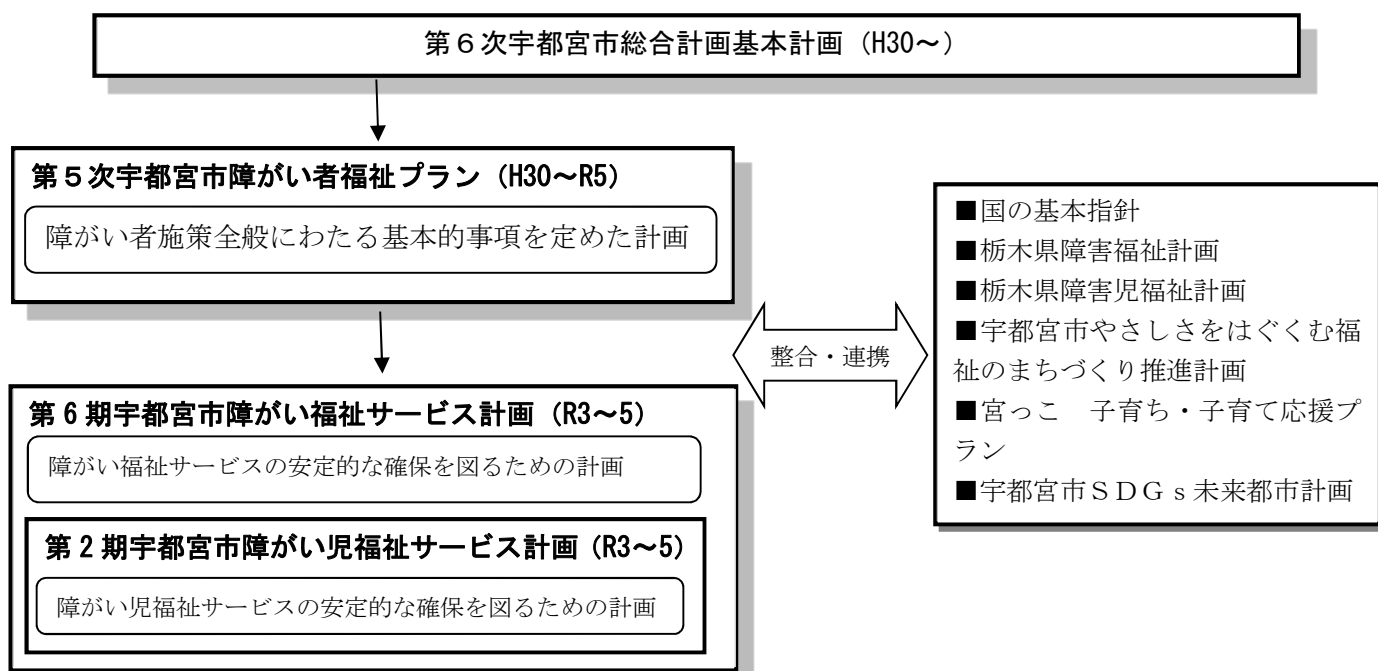 第６次宇都宮市総合計画基本計画（H30～）
第５次宇都宮市障がい者福祉プラン（H30～R5）
障がい者施策全般にわたる基本的事項を定めた計画
第 6 期宇都宮市障がい福祉サービス計画（R3～5）
障がい福祉サービスの安定的な確保を図るための計画
第 2 期宇都宮市障がい児福祉サービス計画（R3～5）
障がい児福祉サービスの安定的な確保を図るための計画
整合・連携
■国の基本指針
■栃木県障害福祉計画
■栃木県障害児福祉計画
■宇都宮市やさしさをはぐくむ福
祉のまちづくり推進計画
■宮っこ　子育ち・子育て応援プ
ラン
■宇都宮市ＳＤＧｓ未来都市計画